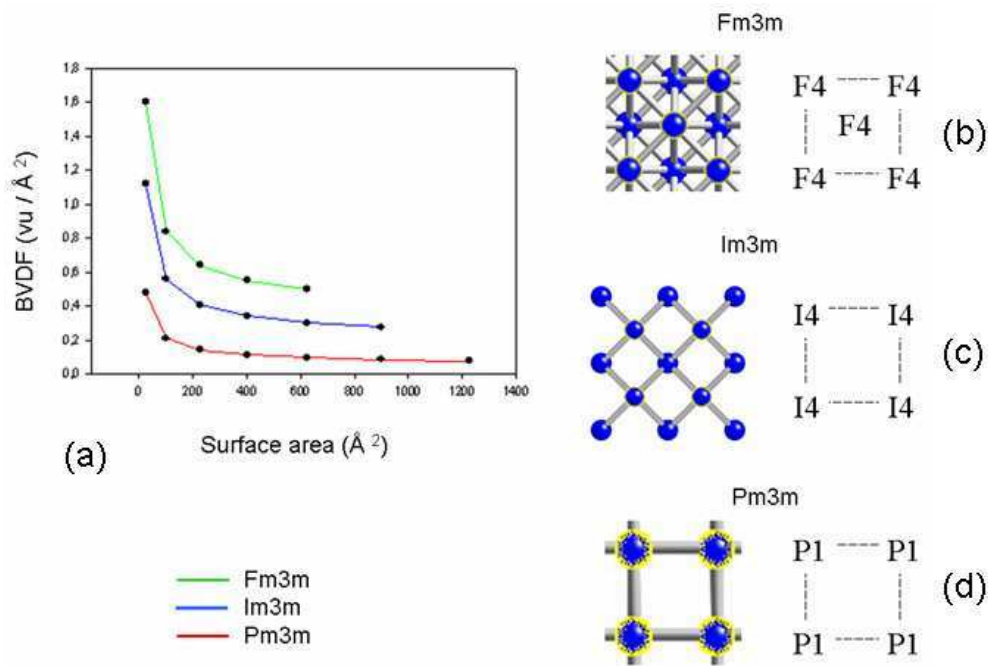 BVDF (vu / Å ²)
1,8
1,6
1,4
1,2
1,0
0,8
0,6
0,4
0,2
0,0
0 200 400 600 800 1000 1200 1400
Surface area (Å ²)
(a)
Fm3m
Im3m
Pm3m
Fm3m
F4 F4
F4
F4 F4
(b)
Im3m
I4 I4
I4 I4
(c)
Pm3m
P1 P1
P1 P1
(d)